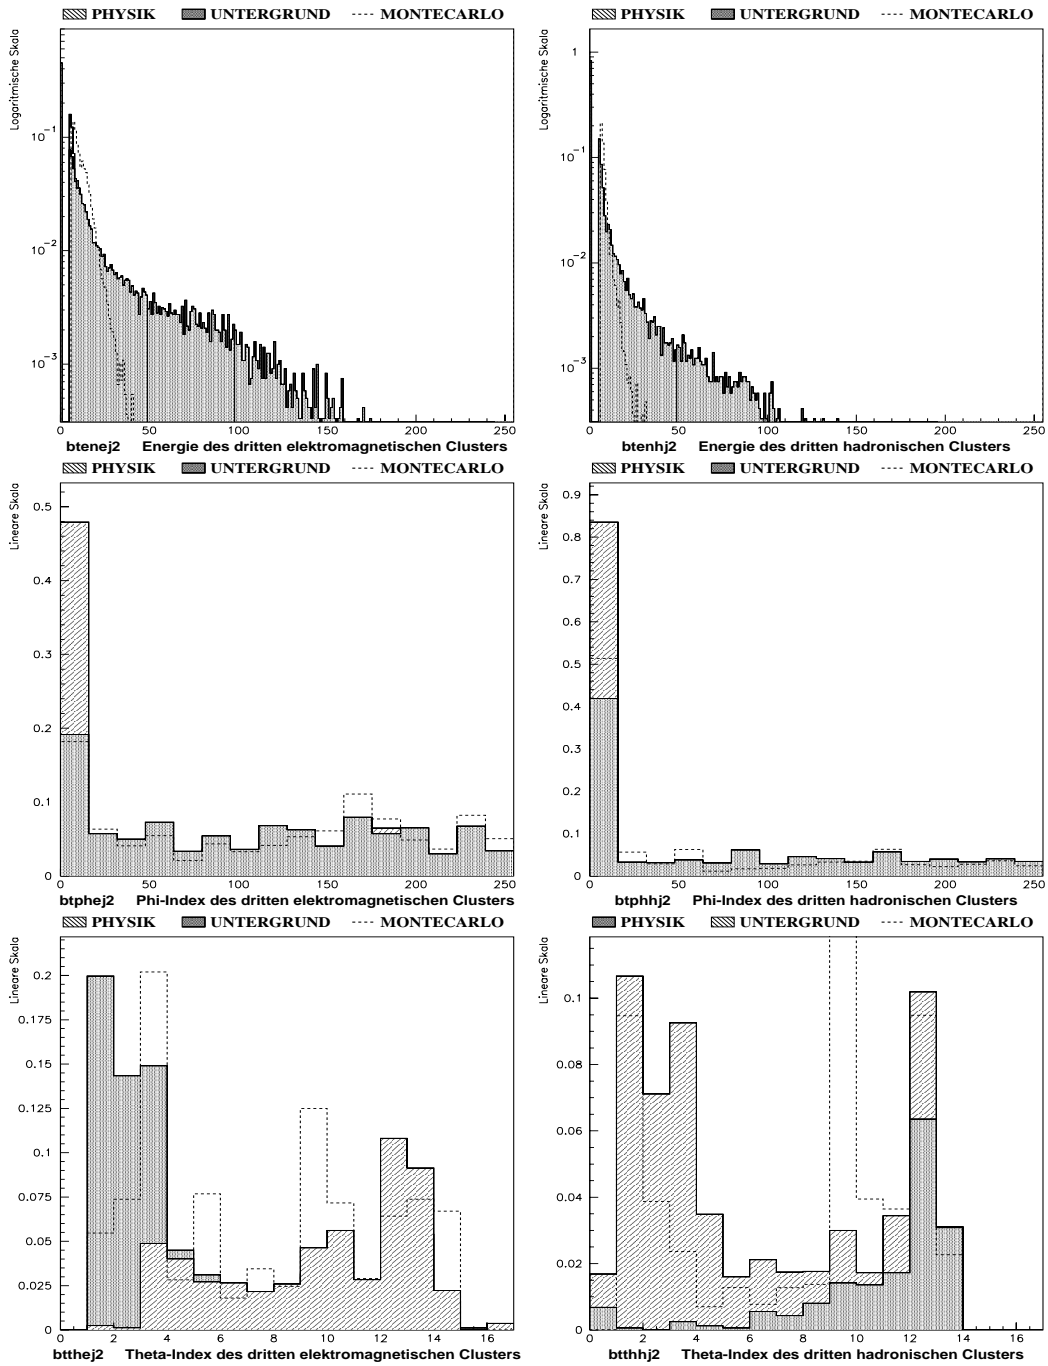 PHYSIK UNTERGRUND MONTECARLO
Logaritmische Skala
10⁻¹
10⁻²
10⁻³
0 50 100 150 200 250
btenej2 Energie des dritten elektromagnetischen Clusters
PHYSIK UNTERGRUND MONTECARLO
Logaritmische Skala
1
10⁻¹
10⁻²
10⁻³
0 50 100 150 200 250
btenhj2 Energie des dritten hadronischen Clusters
PHYSIK UNTERGRUND MONTECARLO
Lineare Skala
0.5
0.4
0.3
0.2
0.1
0
0 50 100 150 200 250
btphej2 Phi-Index des dritten elektromagnetischen Clusters
PHYSIK UNTERGRUND MONTECARLO
Lineare Skala
0.9
0.8
0.7
0.6
0.5
0.4
0.3
0.2
0.1
0
0 50 100 150 200 250
btphhj2 Phi-Index des dritten hadronischen Clusters
PHYSIK UNTERGRUND MONTECARLO
Lineare Skala
0.2
0.175
0.15
0.125
0.1
0.075
0.05
0.025
0
0 2 4 6 8 10 12 14 16
btthej2 Theta-Index des dritten elektromagnetischen Clusters
PHYSIK UNTERGRUND MONTECARLO
Lineare Skala
0.1
0.08
0.06
0.04
0.02
0
0 2 4 6 8 10 12 14 16
btthhj2 Theta-Index des dritten hadronischen Clusters